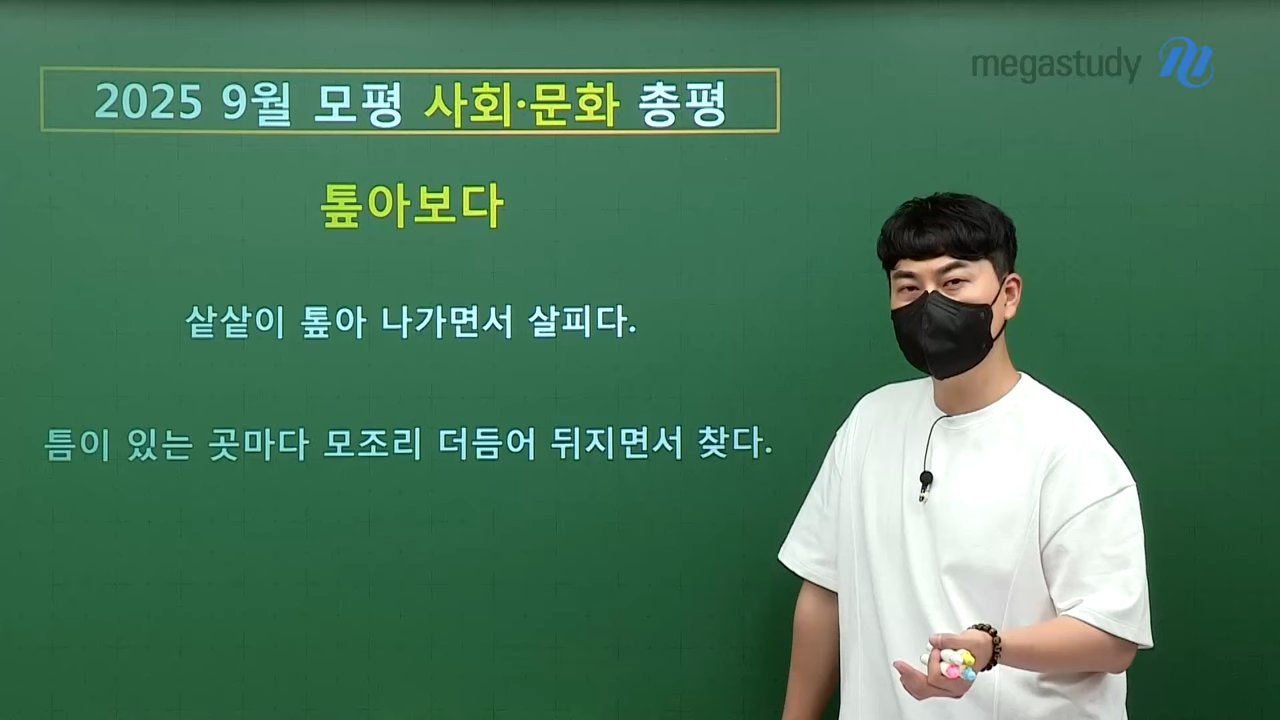 megastudy
2025 9월 모평 사회·문화 총평
톺아보다
샅샅이 톺아 나가면서 살피다.
틈이 있는 곳마다 모조리 더듬어 뒤지면서 찾다.